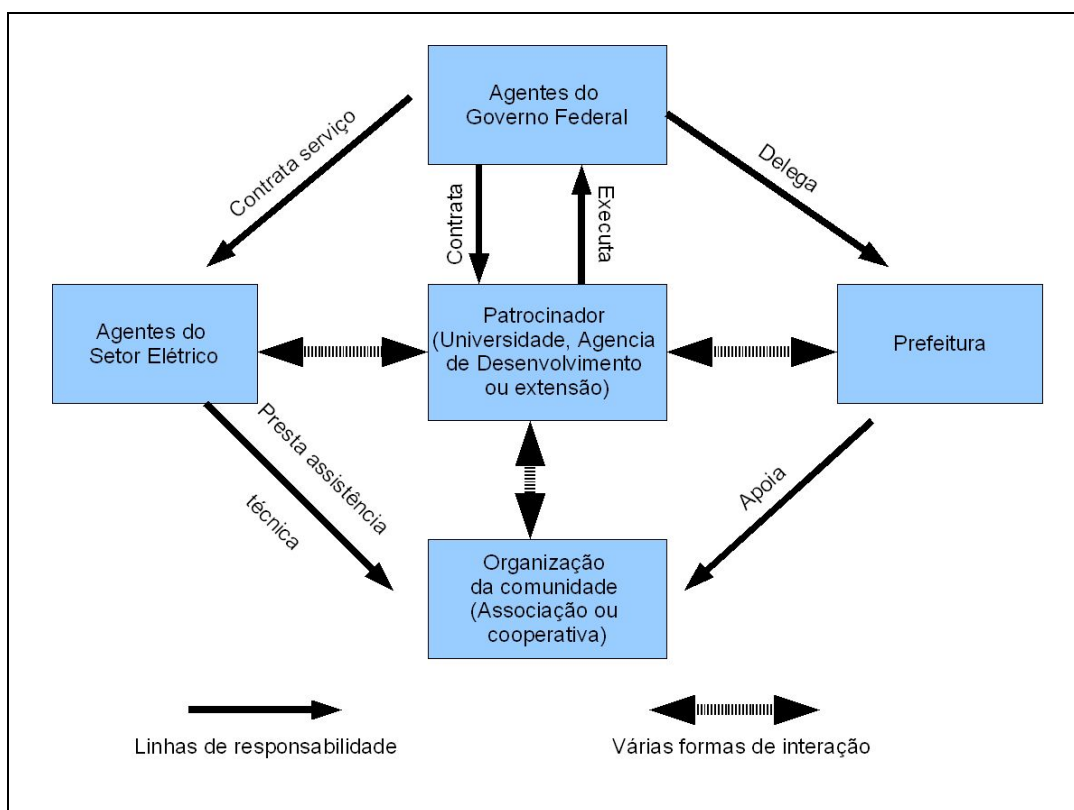 Agentes do
Governo Federal
Contrata serviço
Contrata
Executa
Delega
Agentes do
Setor Elétrico
Patrocinador
(Universidade, Agencia
de Desenvolvimento
ou extensão)
Prefeitura
Presta assistência
técnica
Apoia
Organização
da comunidade
(Associação ou
cooperativa)
Linhas de responsabilidade
Várias formas de interação